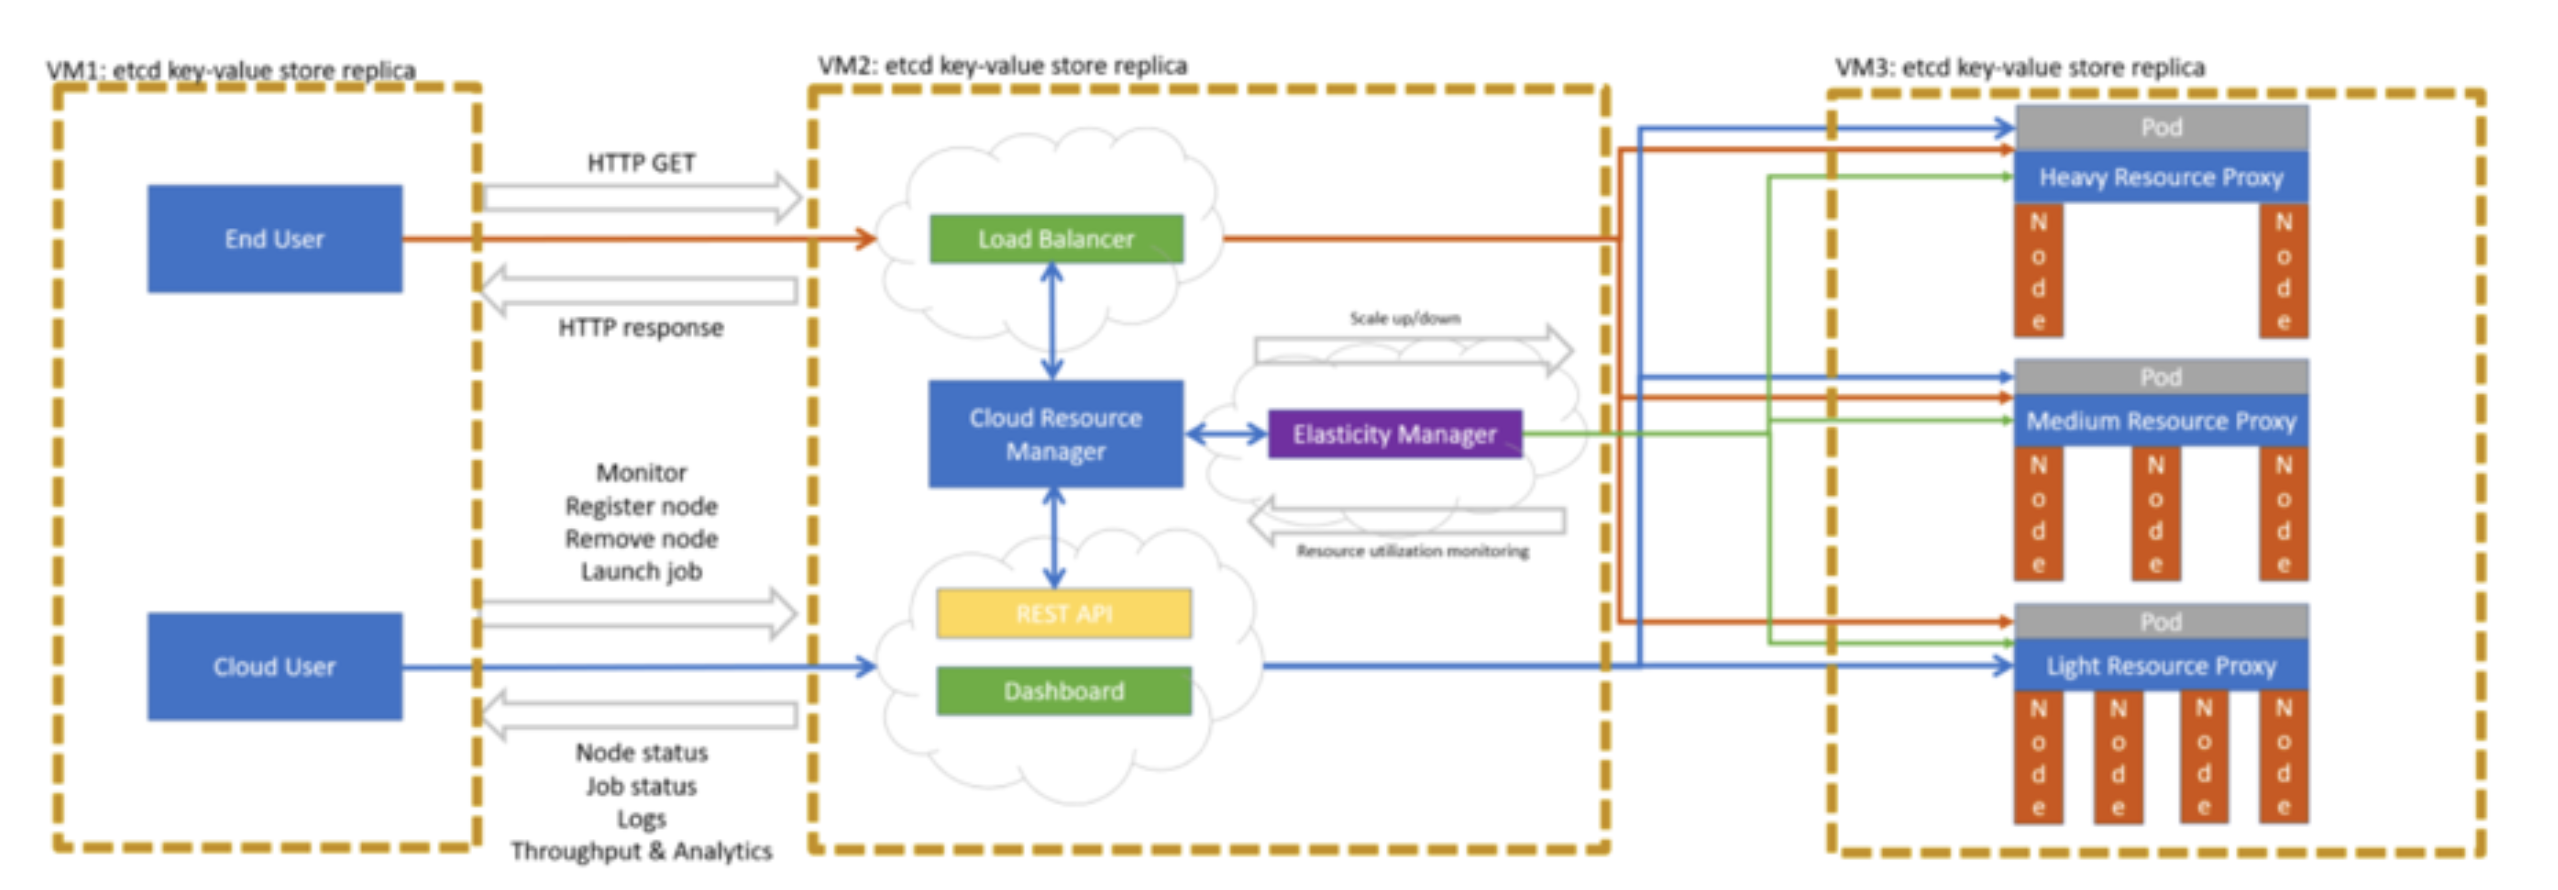 VM1: etcd key-value store replica
End User
Cloud User
HTTP GET
HTTP response
Monitor
Register node
Remove node
Launch job
Node status
Job status
Logs
Throughput & Analytics
VM2: etcd key-value store replica
Load Balancer
Cloud Resource
Manager
Scale up/down
Elasticity Manager
Resource utilization monitoring
REST API
Dashboard
VM3: etcd key-value store replica
Pod
Heavy Resource Proxy
Node
Node
Pod
Medium Resource Proxy
Node
Node
Node
Pod
Light Resource Proxy
Node
Node
Node
Node